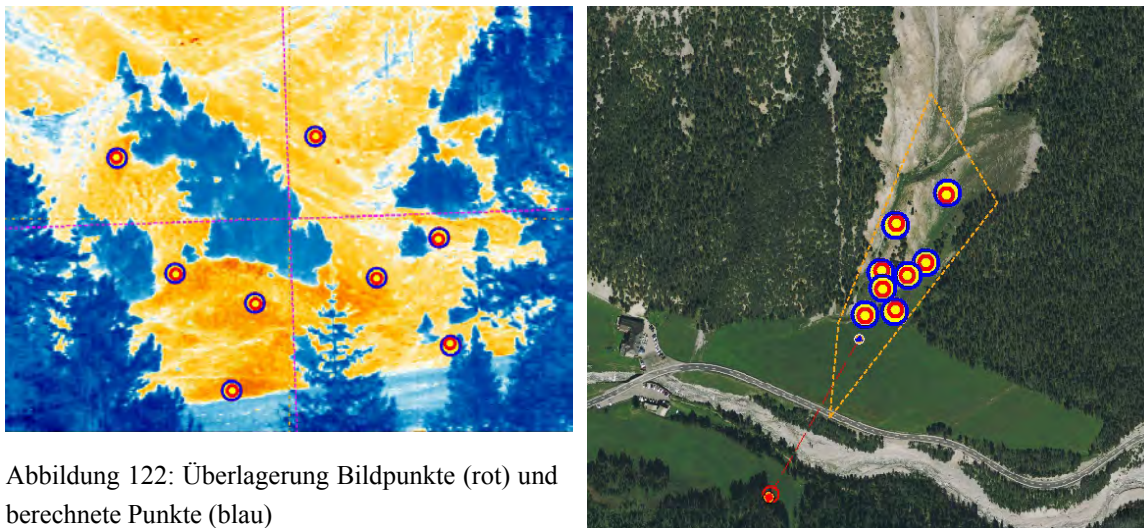 Abbildung 122: Überlagerung Bildpunkte (rot) und
berechnete Punkte (blau)